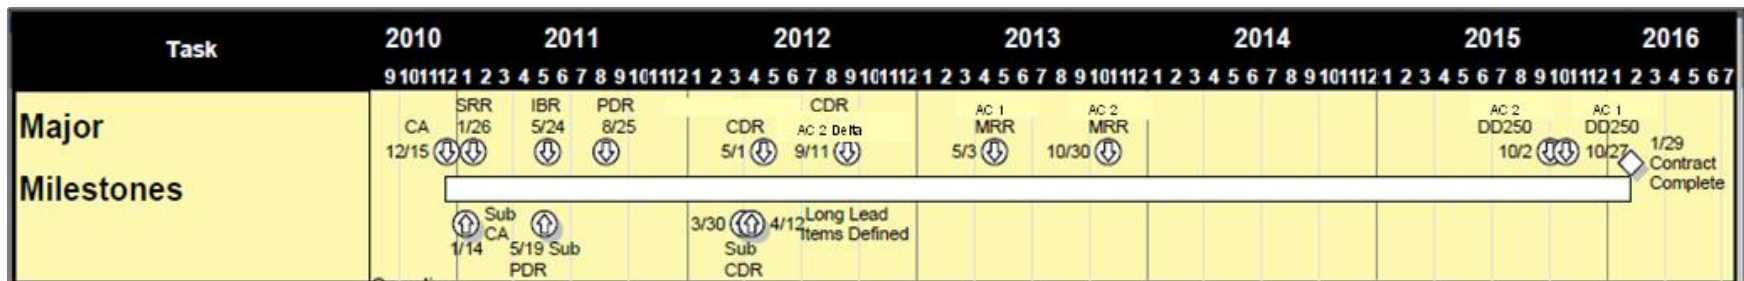 Task
2010 2011 2012 2013 2014 2015 2016
9 10 11 12 1 2 3 4 5 6 7 8 9 10 11 12 1 2 3 4 5 6 7 8 9 10 11 12 1 2 3 4 5 6 7 8 9 10 11 12 1 2 3 4 5 6 7 8 9 10 11 12 1 2 3 4 5 6 7 8 9 10 11 12 1 2 3 4 5 6 7
Major
Milestones
CA
12/15
SRR
1/26
IBR
5/24
PDR
8/25
CDR
5/1
CDR
AC 2 Delta
9/11
AC 1
MRR
5/3
AC 2
MRR
10/30
AC 2
DD250
10/2
AC 1
DD250
10/27
1/29
Contract
Complete
Sub
CA
1/14
5/19 Sub
PDR
3/30
Sub
CDR
4/12
Long Lead
Items Defined